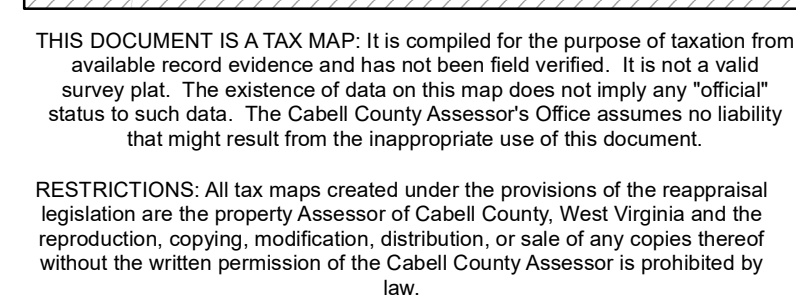 THIS DOCUMENT IS A TAX MAP: It is compiled for the purpose of taxation from
available record evidence and has not been field verified.  It is not a valid
survey plat.  The existence of data on this map does not imply any "official"
status to such data.  The Cabell County Assessor's Office assumes no liability
that might result from the inappropriate use of this document.
RESTRICTIONS: All tax maps created under the provisions of the reappraisal
legislation are the property Assessor of Cabell County, West Virginia and the
reproduction, copying, modification, distribution, or sale of any copies thereof
without the written permission of the Cabell County Assessor is prohibited by
law.